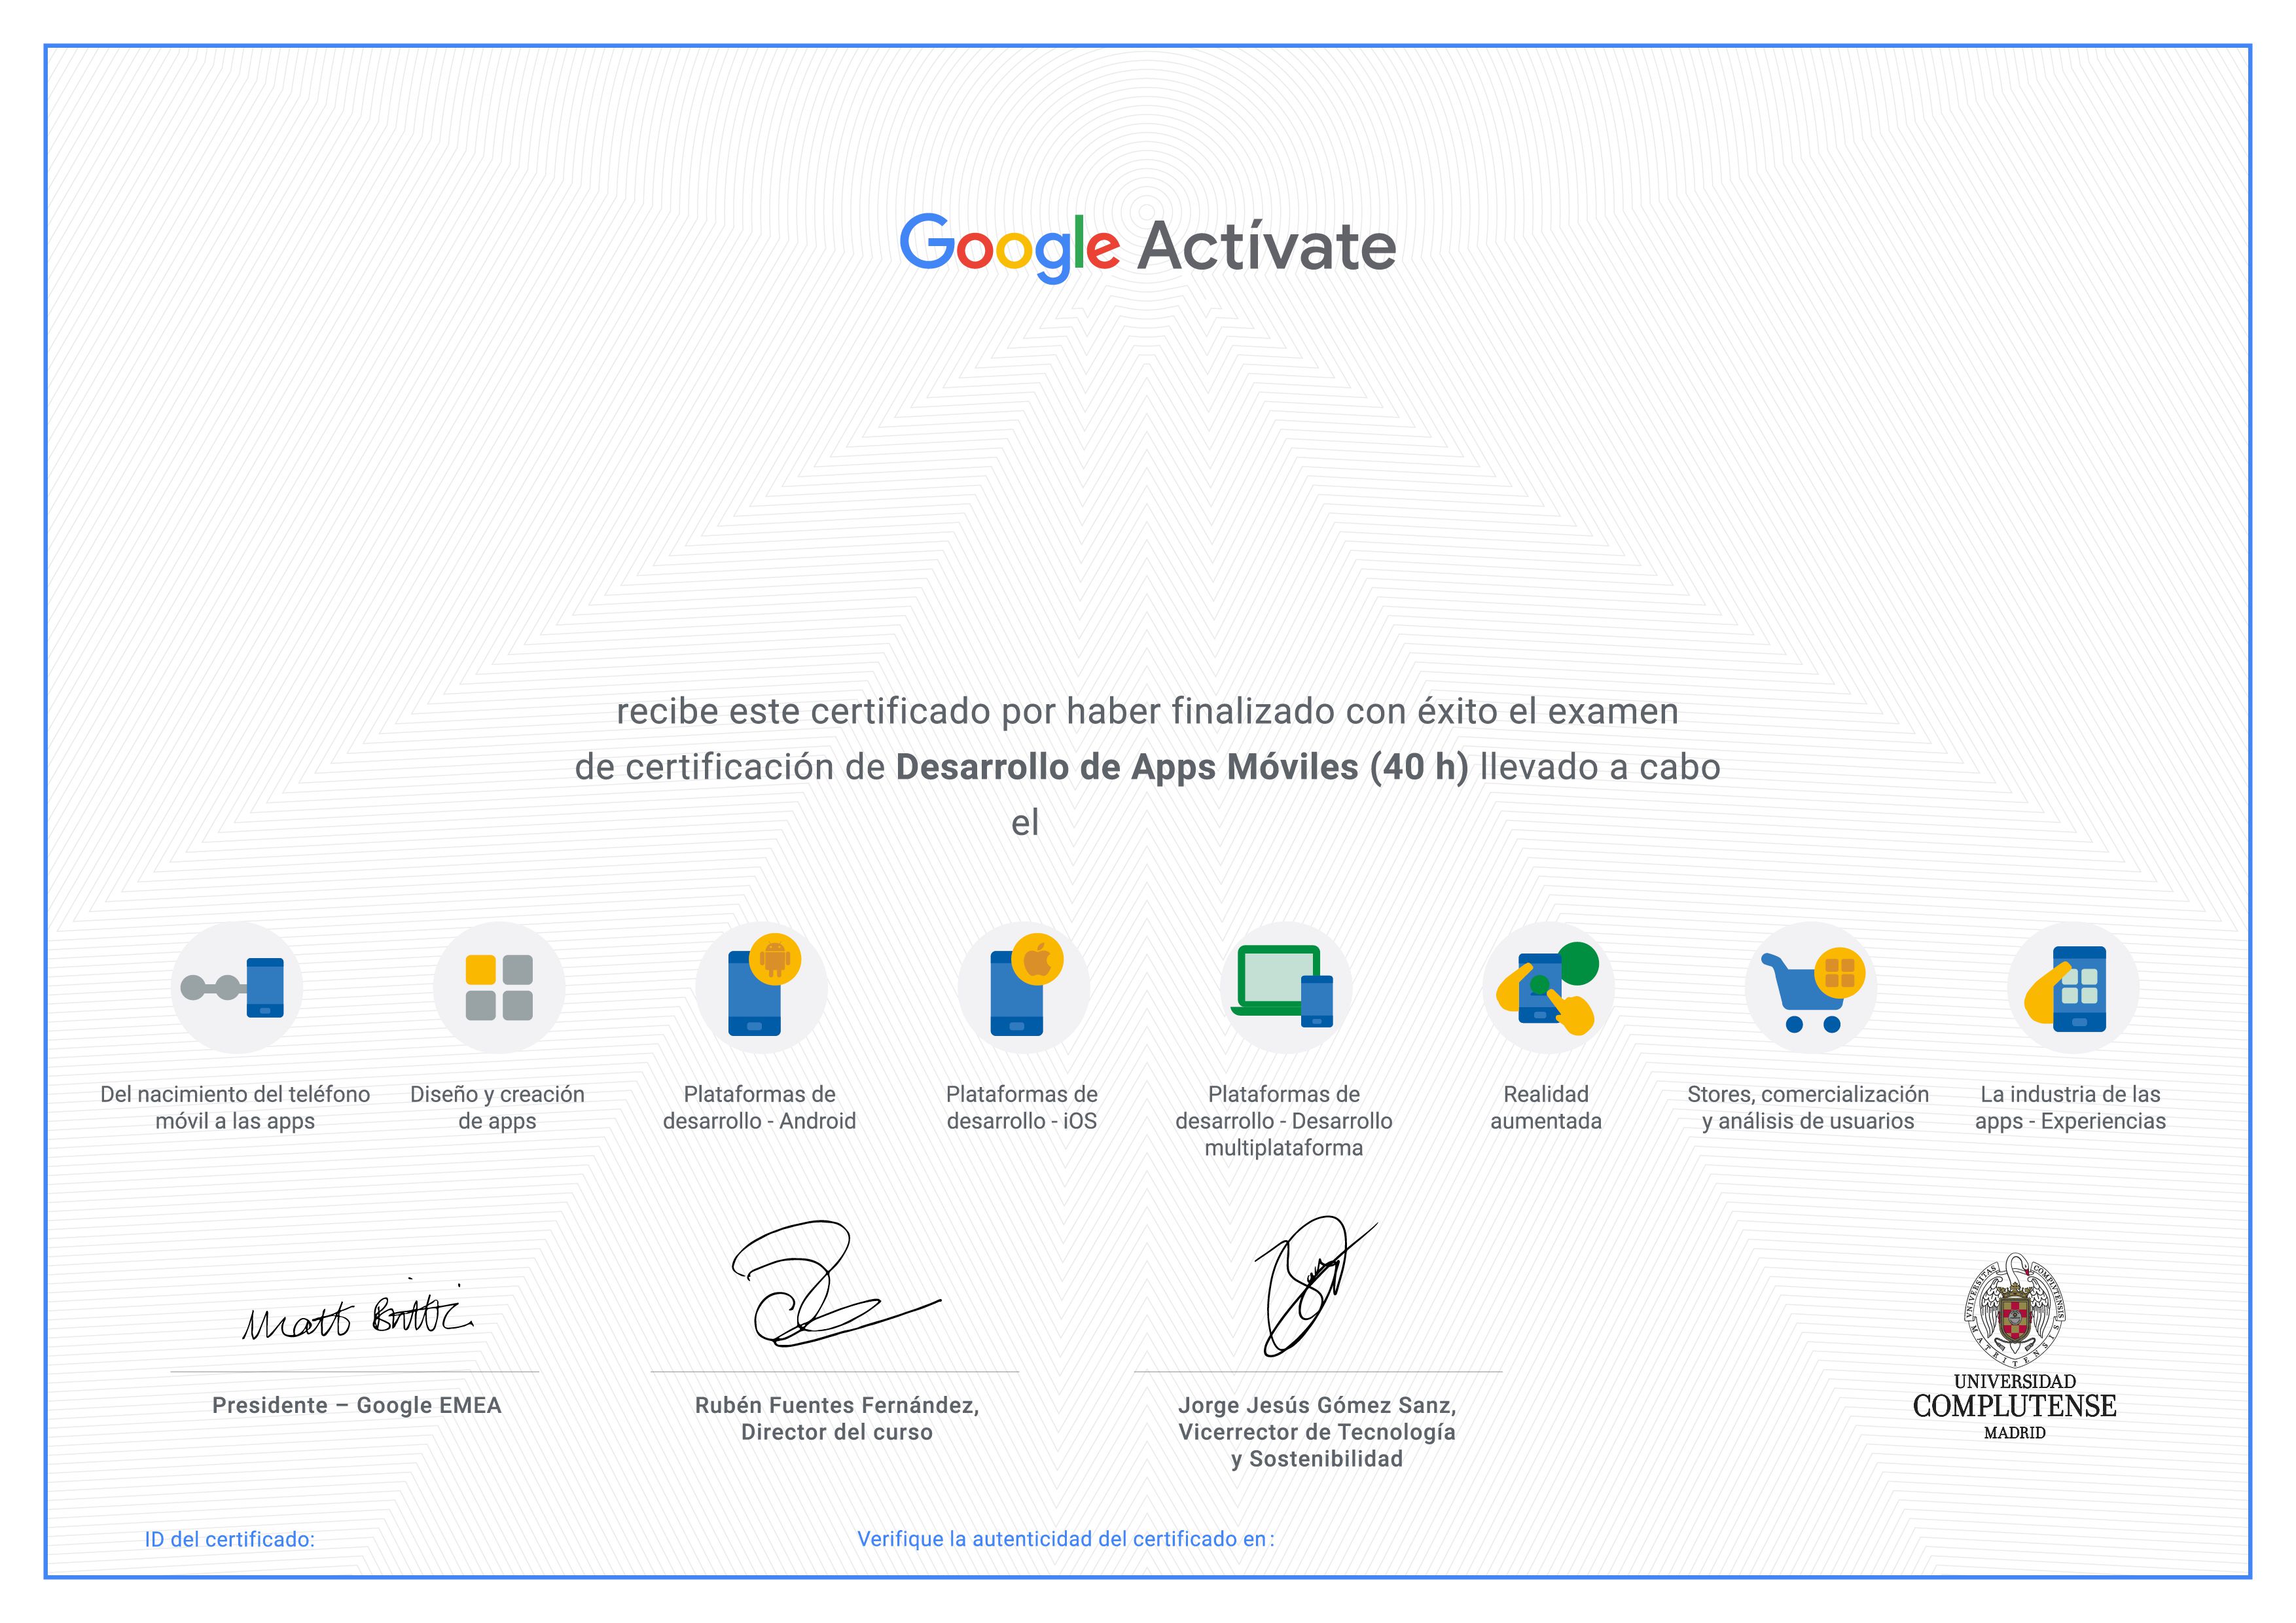 Google Actívate
recibe este certificado por haber finalizado con éxito el examen
de certificación de Desarrollo de Apps Móviles (40 h) llevado a cabo
el
Del nacimiento del teléfono
móvil a las apps
Diseño y creación
de apps
Plataformas de
desarrollo - Android
Plataformas de
desarrollo - iOS
Plataformas de
desarrollo - Desarrollo
multiplataforma
Realidad
aumentada
Stores, comercialización
y análisis de usuarios
La industria de las
apps - Experiencias
Matt Brittin
Presidente – Google EMEA
Rubén Fuentes Fernández,
Director del curso
Jorge Jesús Gómez Sanz,
Vicerrector de Tecnología
y Sostenibilidad
UNIVERSITAS COMPLUTENSIS
MATRITENSIS
UNIVERSIDAD
COMPLUTENSE
MADRID
ID del certificado:
Verifique la autenticidad del certificado en: